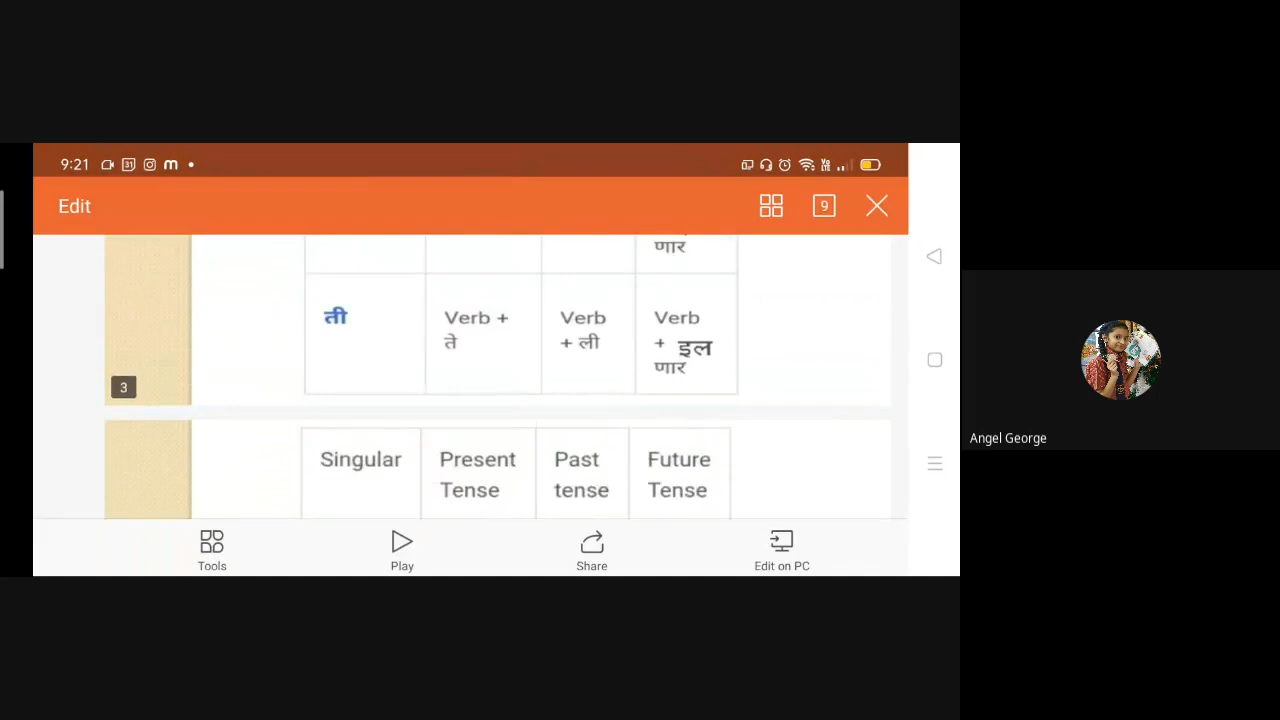 9:21 31 m
Edit 9
णार
ती Verb + Verb Verb
ते + ली + इल
णार
3
Singular Present Past Future
Tense tense Tense
Tools Play Share Edit on PC
Angel George